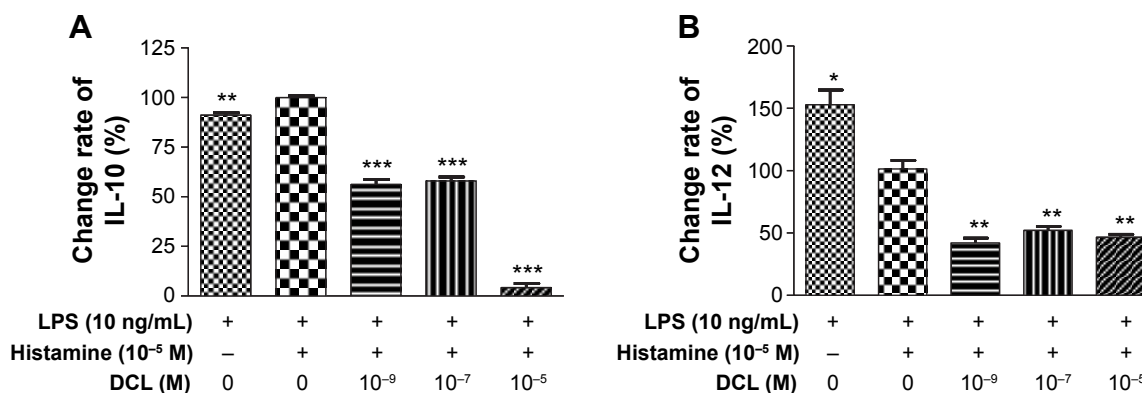 A
Change rate of
IL-10 (%)
125
100
75
50
25
0
**
***
***
***
LPS (10 ng/mL) + + + + +
Histamine (10⁻⁵ M) – + + + +
DCL (M) 0 0 10⁻⁹ 10⁻⁷ 10⁻⁵
B
Change rate of
IL-12 (%)
200
150
100
50
0
*
**
**
**
LPS (10 ng/mL) + + + + +
Histamine (10⁻⁵ M) – + + + +
DCL (M) 0 0 10⁻⁹ 10⁻⁷ 10⁻⁵